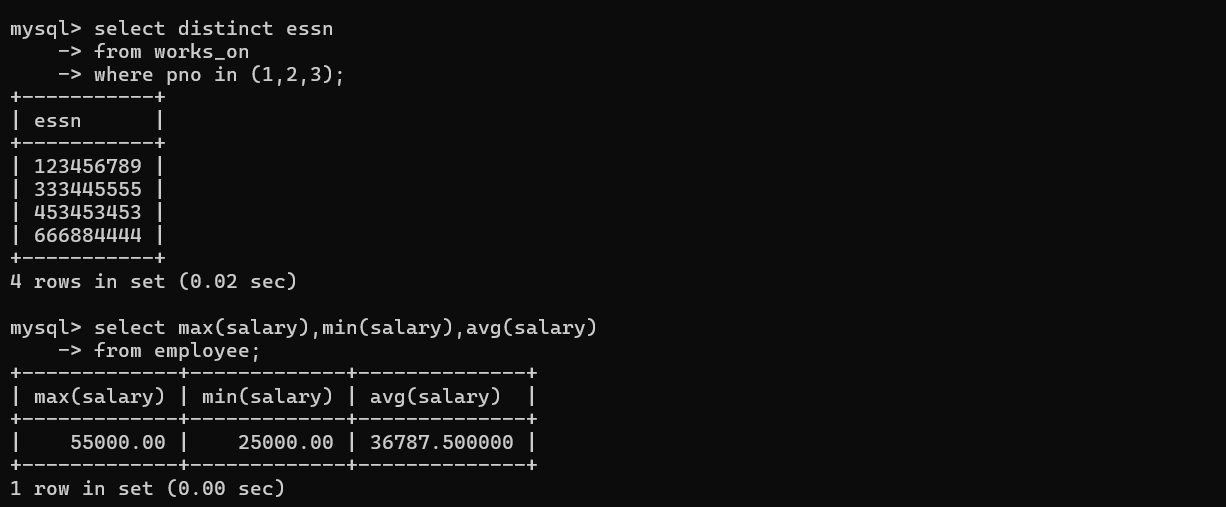 mysql> select distinct essn
    -> from works_on
    -> where pno in (1,2,3);
+-----------+
| essn      |
+-----------+
| 123456789 |
| 333445555 |
| 453453453 |
| 666884444 |
+-----------+
4 rows in set (0.02 sec)

mysql> select max(salary),min(salary),avg(salary)
    -> from employee;
+-------------+-------------+--------------+
| max(salary) | min(salary) | avg(salary)  |
+-------------+-------------+--------------+
|    55000.00 |    25000.00 | 36787.500000 |
+-------------+-------------+--------------+
1 row in set (0.00 sec)